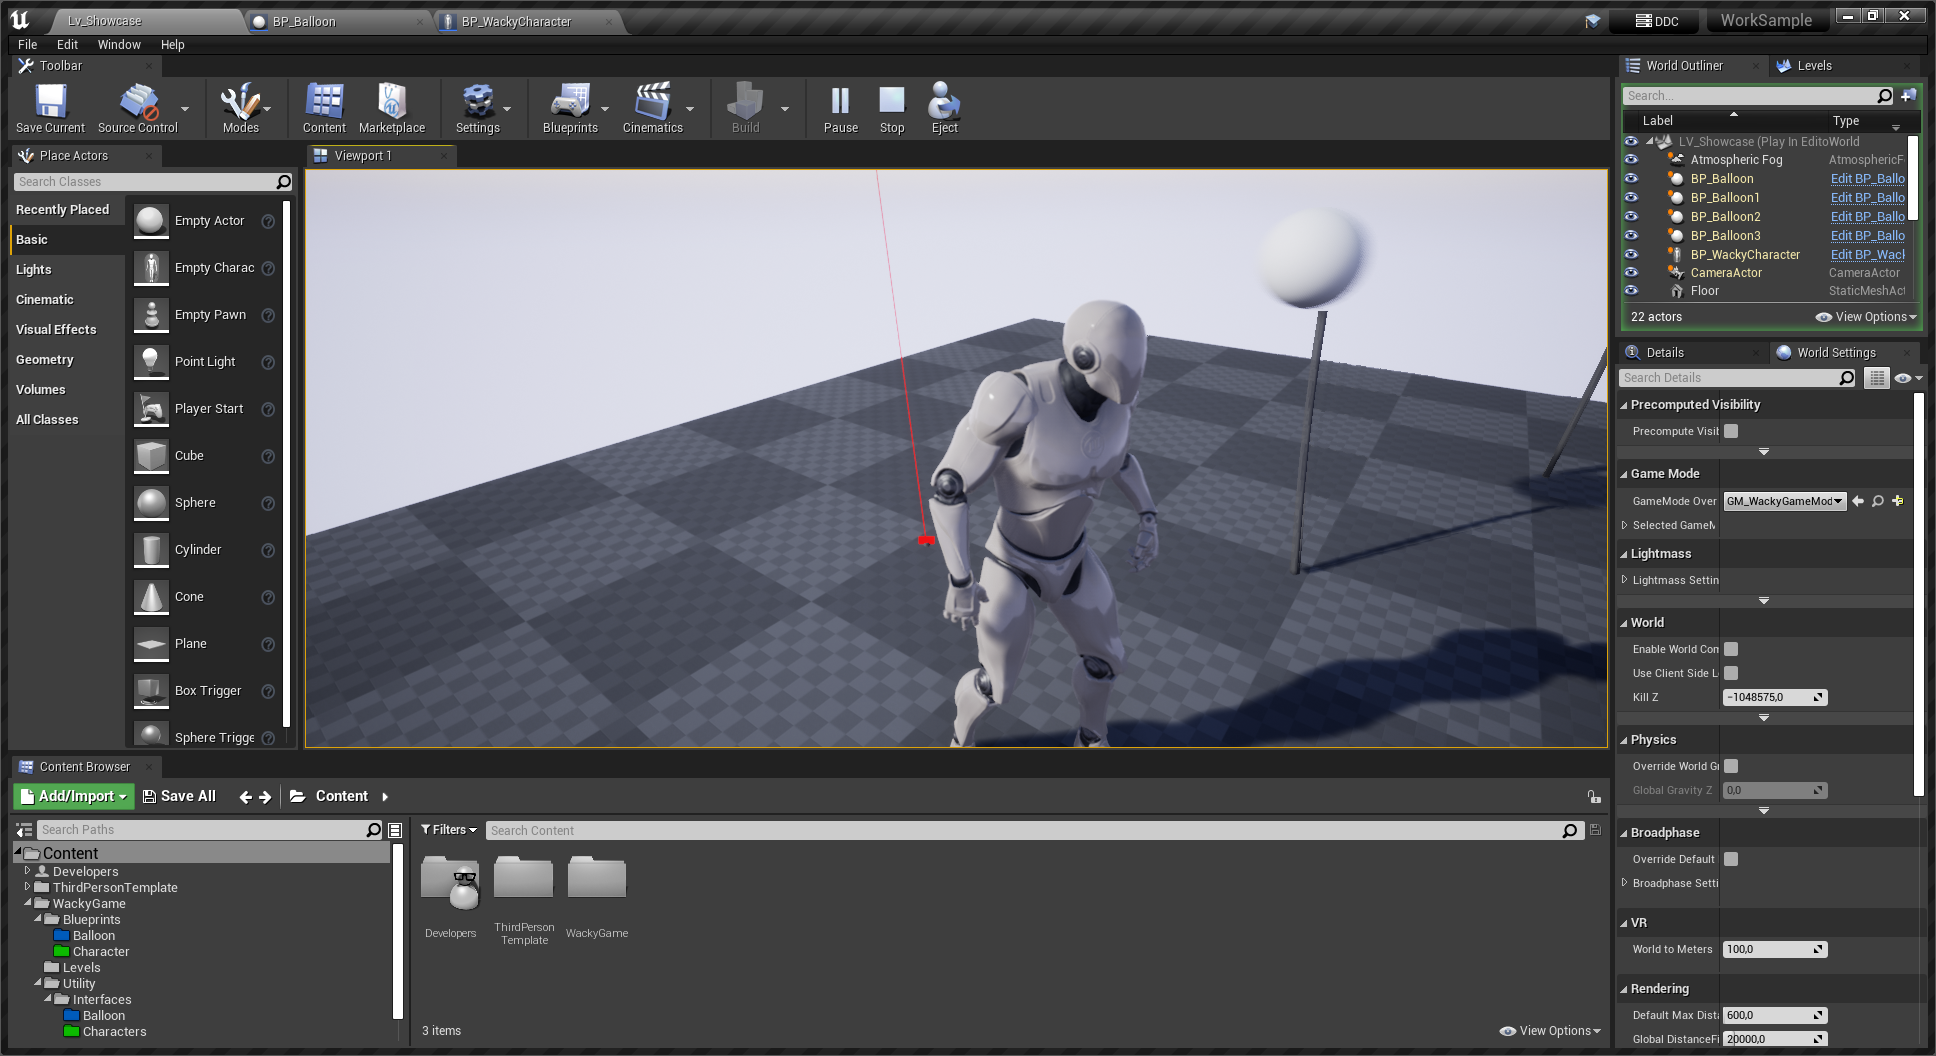 Lv_Showcase
BP_Balloon
BP_WackyCharacter
DDC
WorkSample
File Edit Window Help
Toolbar
Save Current
Source Control
Modes
Content
Marketplace
Settings
Blueprints
Cinematics
Build
Pause
Stop
Eject
Place Actors
Search Classes
Recently Placed
Basic
Lights
Cinematic
Visual Effects
Geometry
Volumes
All Classes
Empty Actor
Empty Charac
Empty Pawn
Point Light
Player Start
Cube
Sphere
Cylinder
Cone
Plane
Box Trigger
Sphere Trigge
Viewport 1
World Outliner
Levels
Search...
Label Type
LV_Showcase (Play In Edito World
Atmospheric Fog AtmosphericF
BP_Balloon Edit BP_Ballo
BP_Balloon1 Edit BP_Ballo
BP_Balloon2 Edit BP_Ballo
BP_Balloon3 Edit BP_Ballo
BP_WackyCharacter Edit BP_Wack
CameraActor CameraActor
Floor StaticMeshAct
22 actors View Options
Details
World Settings
Search Details
Precomputed Visibility
Precompute Visib
Game Mode
GameMode Over GM_WackyGameMod
Selected GameM
Lightmass
Lightmass Settin
World
Enable World Com
Use Client Side L
Kill Z -1048575,0
Physics
Override World Gr
Global Gravity Z 0,0
Broadphase
Override Default
Broadphase Setti
VR
World to Meters 100,0
Rendering
Default Max Dista 600,0
Global DistanceFi 20000,0
Content Browser
Add/Import Save All Content
Search Paths
Content
Developers
ThirdPersonTemplate
WackyGame
Blueprints
Balloon
Character
Levels
Utility
Interfaces
Balloon
Characters
Filters
Search Content
Developers
ThirdPerson
Template
WackyGame
3 items
View Options